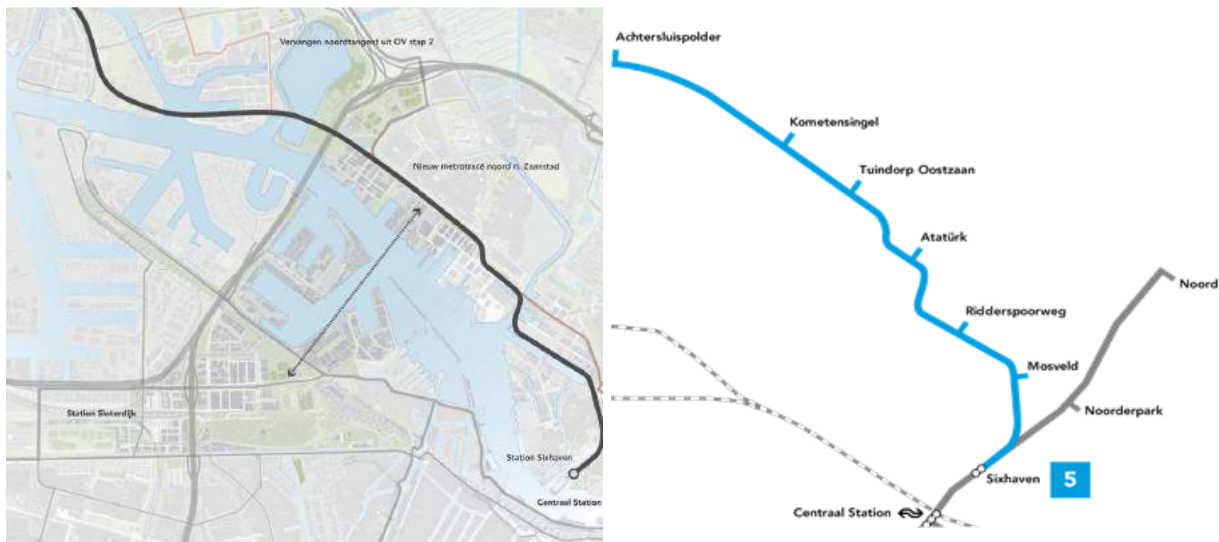 Vervangen noordtangent uit OV stap 2
Nieuw metrotracé noord ri. Zaanstad
Station Sloterdijk
Station Sixhaven
Centraal Station
Achtersluispolder
Kometensingel
Tuindorp Oostzaan
Atatürk
Noord
Ridderspoorweg
Mosveld
Noorderpark
Sixhaven
5
Centraal Station